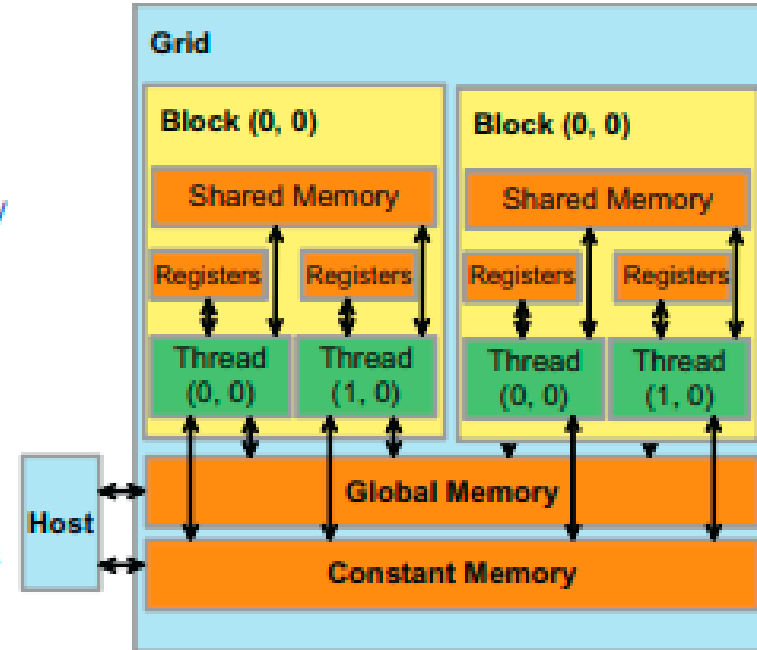 Grid
Block (0, 0)
Shared Memory
Registers Registers
Thread (0, 0)
Thread (1, 0)
Block (0, 0)
Shared Memory
Registers Registers
Thread (0, 0)
Thread (1, 0)
Host
Global Memory
Constant Memory